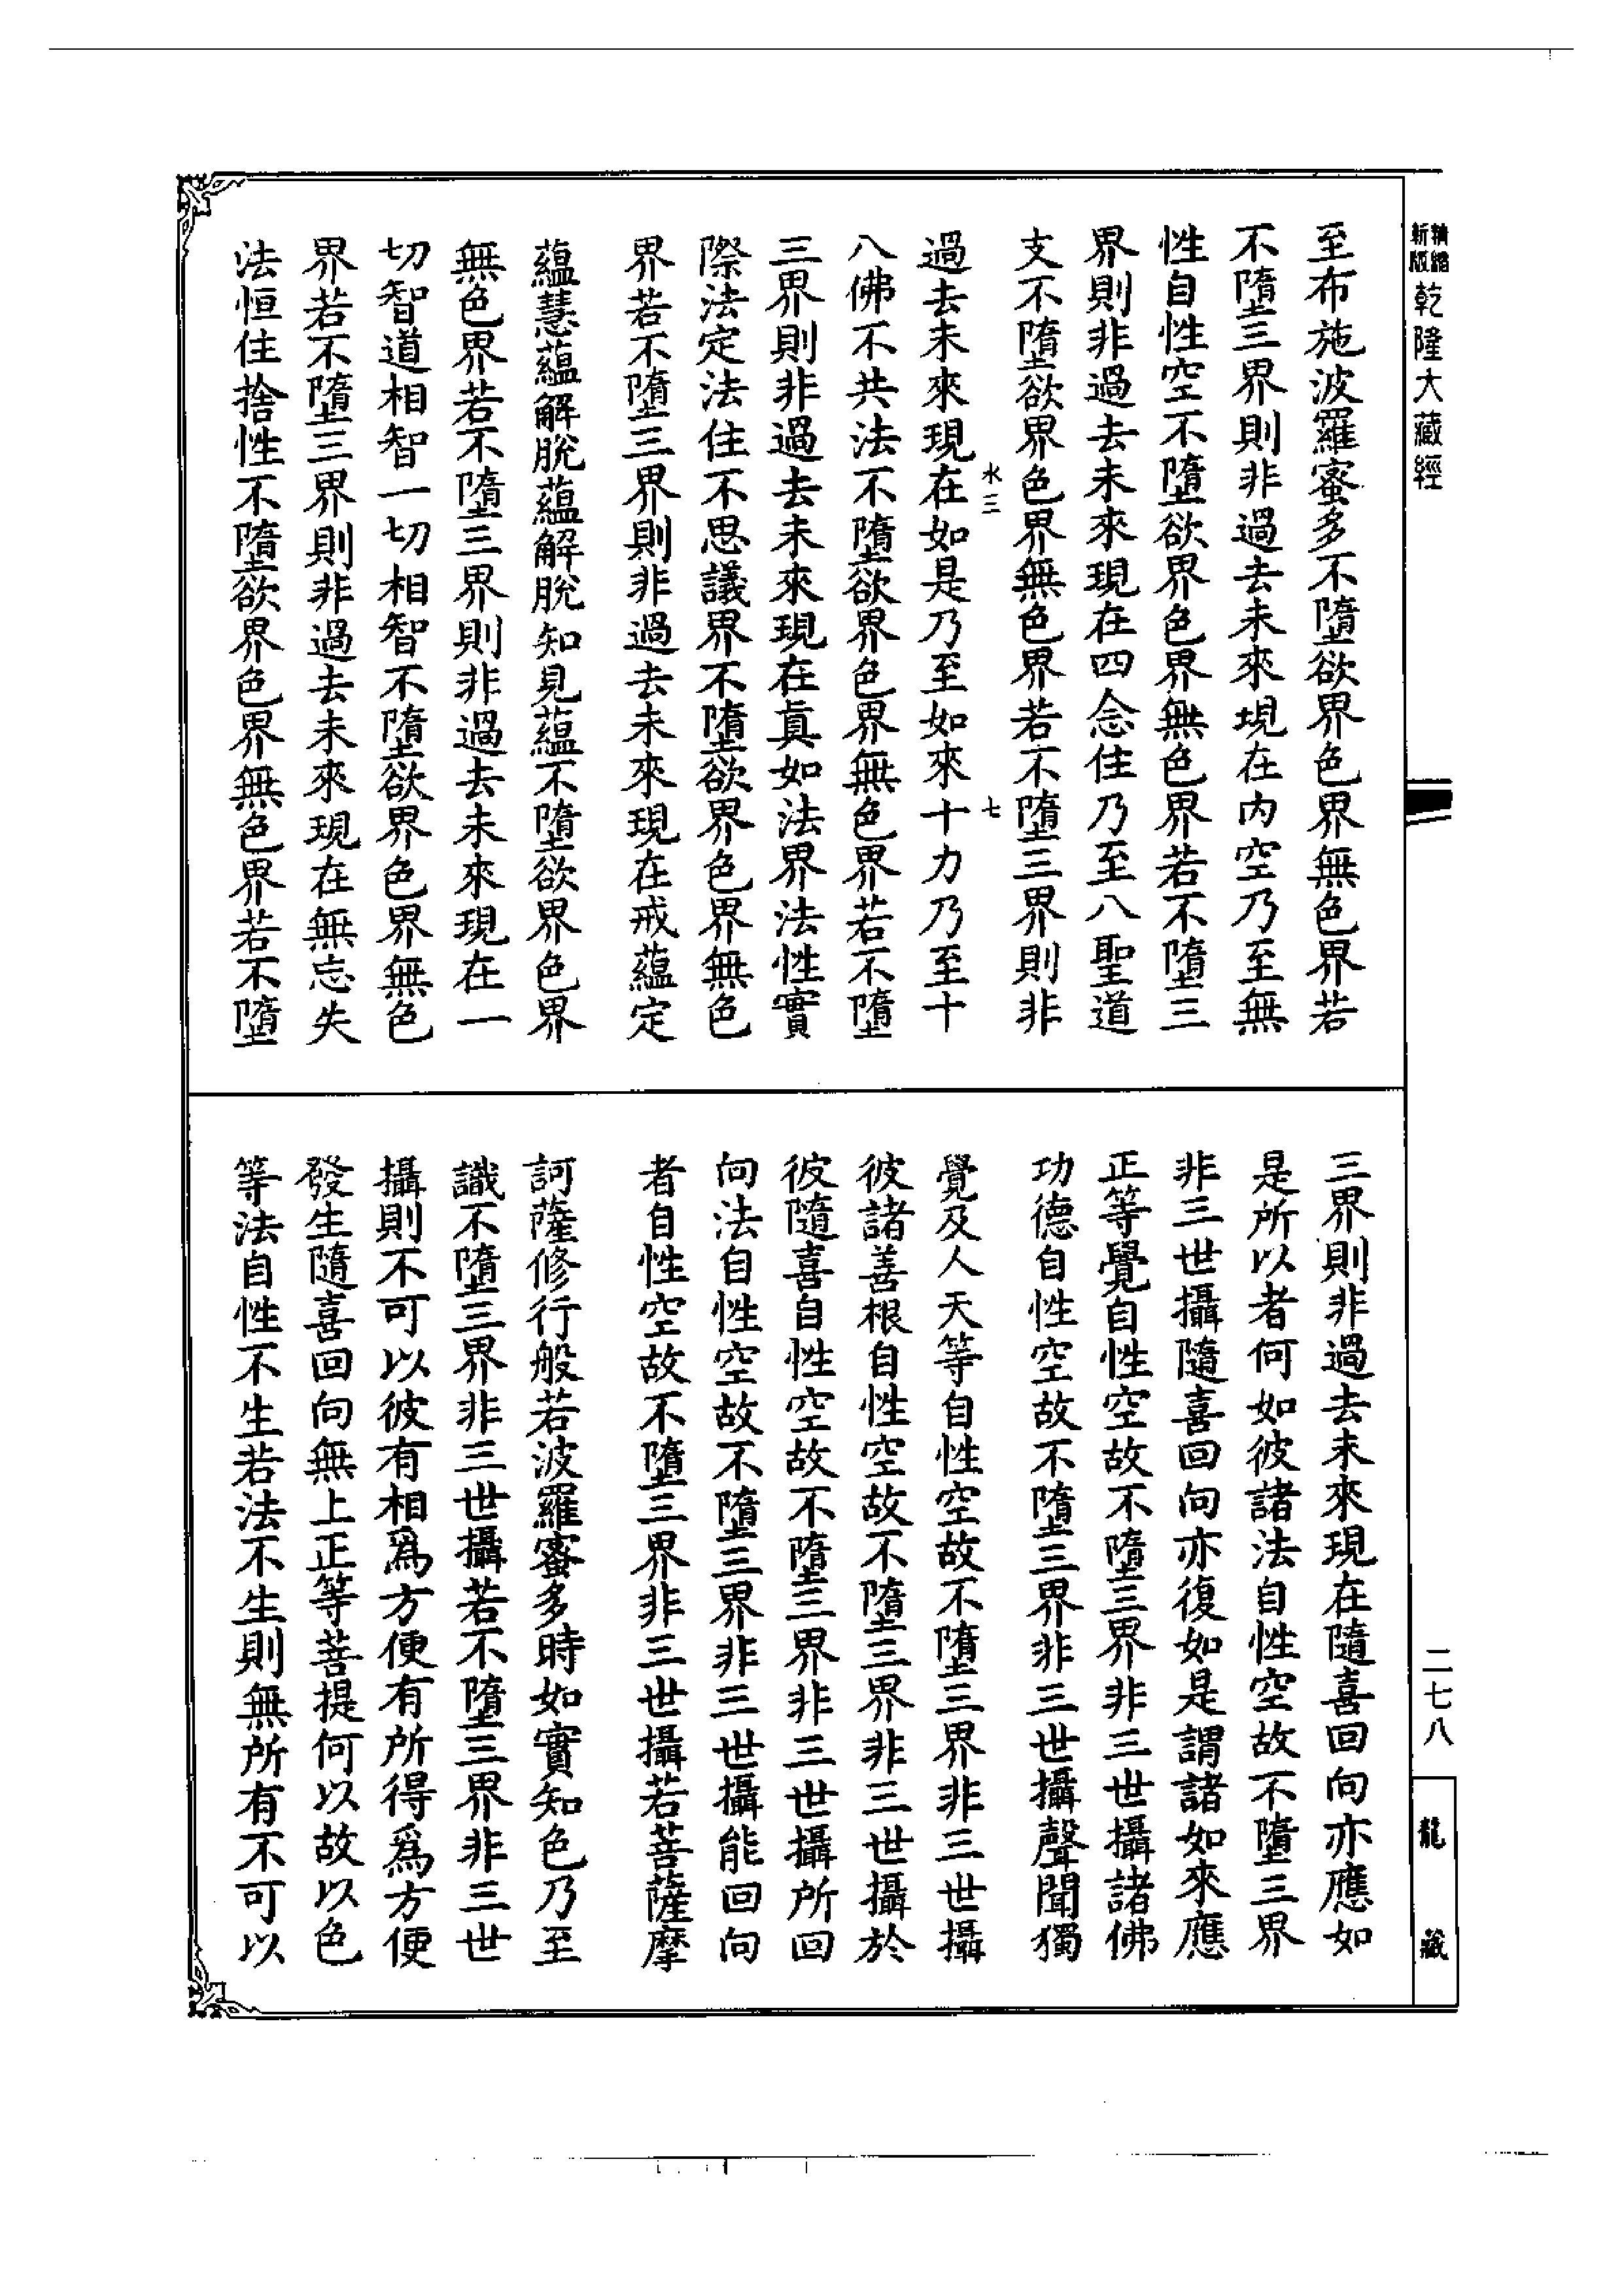 精縮新版乾隆大藏經
至布施波羅蜜多不墮欲界色界無色界若
不墮三界則非過去未來現在内空乃至無
性自性空不墮欲界色界無色界若不墮三
界則非過去未來現在四念住乃至八聖道
支不墮欲界色界無色界若不墮三界則非
水三 七
過去未來現在如是乃至如來十力乃至十
八佛不共法不墮欲界色界無色界若不墮
三界則非過去未來現在真如法界法性實
際法定法住不思議界不墮欲界色界無色
界若不墮三界則非過去未來現在戒蘊定
蘊慧蘊解脫蘊解脫知見蘊不墮欲界色界
無色界若不墮三界則非過去未來現在一
切智道相智一切相智不墮欲界色界無色
界若不墮三界則非過去未來現在無忘失
法恒住捨性不墮欲界色界無色界若不墮
三界則非過去未來現在隨喜回向亦應如
是所以者何如彼諸法自性空故不墮三界
非三世攝隨喜回向亦復如是謂諸如來應
正等覺自性空故不墮三界非三世攝諸佛
功德自性空故不墮三界非三世攝聲聞獨
覺及人天等自性空故不墮三界非三世攝
彼諸善根自性空故不墮三界非三世攝於
彼隨喜自性空故不墮三界非三世攝所回
向法自性空故不墮三界非三世攝能回向
者自性空故不墮三界非三世攝若菩薩摩
訶薩修行般若波羅蜜多時如實知色乃至
識不墮三界非三世攝若不墮三界非三世
攝則不可以彼有相爲方便有所得爲方便
發生隨喜回向無上正等菩提何以故以色
等法自性不生若法不生則無所有不可以
二七八
龍藏